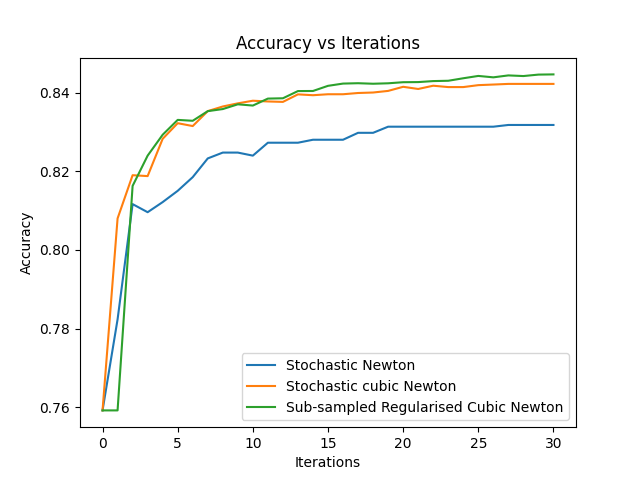 Accuracy vs Iterations
Accuracy
0.84
0.82
0.80
0.78
0.76
Stochastic Newton
Stochastic cubic Newton
Sub-sampled Regularised Cubic Newton
0 5 10 15 20 25 30
Iterations